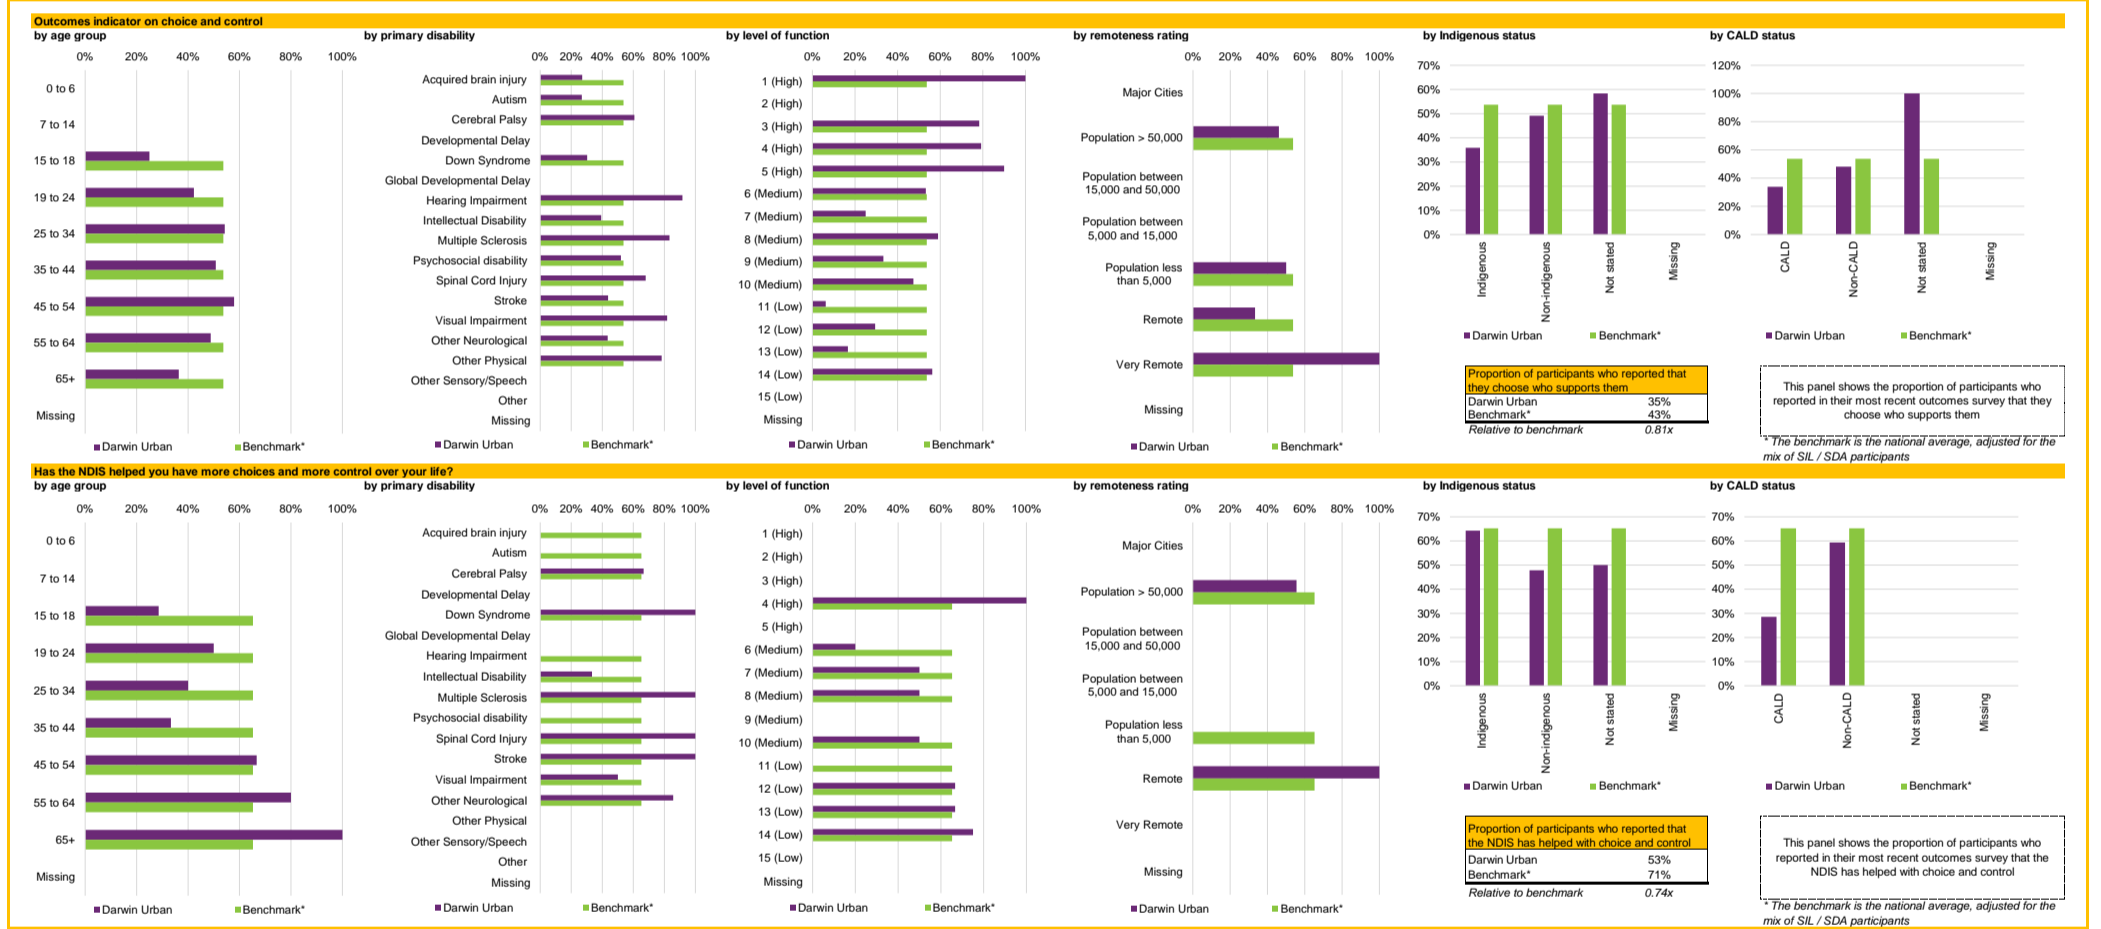 Outcomes indicator on choice and control
by age group
0% 20% 40% 60% 80% 100%
0 to 6
7 to 14
15 to 18
19 to 24
25 to 34
35 to 44
45 to 54
55 to 64
65+
Missing
Darwin Urban Benchmark*
by primary disability
0% 20% 40% 60% 80% 100%
Acquired brain injury
Autism
Cerebral Palsy
Developmental Delay
Down Syndrome
Global Developmental Delay
Hearing Impairment
Intellectual Disability
Multiple Sclerosis
Psychosocial disability
Spinal Cord Injury
Stroke
Visual Impairment
Other Neurological
Other Physical
Other Sensory/Speech
Other
Missing
Darwin Urban Benchmark*
by level of function
0% 20% 40% 60% 80% 100%
1 (High)
2 (High)
3 (High)
4 (High)
5 (High)
6 (Medium)
7 (Medium)
8 (Medium)
9 (Medium)
10 (Medium)
11 (Low)
12 (Low)
13 (Low)
14 (Low)
15 (Low)
Missing
Darwin Urban Benchmark*
by remoteness rating
0% 20% 40% 60% 80% 100%
Major Cities
Population > 50,000
Population between
15,000 and 50,000
Population between
5,000 and 15,000
Population less
than 5,000
Remote
Very Remote
Missing
Darwin Urban Benchmark*
by Indigenous status
70%
60%
50%
40%
30%
20%
10%
0%
Indigenous
Non-indigenous
Not stated
Missing
Darwin Urban Benchmark*
by CALD status
120%
100%
80%
60%
40%
20%
0%
CALD
Non-CALD
Not stated
Missing
Darwin Urban Benchmark*
Proportion of participants who reported that
they choose who supports them
Darwin Urban 35%
Benchmark* 43%
Relative to benchmark 0.81x
This panel shows the proportion of participants who
reported in their most recent outcomes survey that they
choose who supports them
* The benchmark is the national average, adjusted for the
mix of SIL / SDA participants
Has the NDIS helped you have more choices and more control over your life?
by age group
0% 20% 40% 60% 80% 100%
0 to 6
7 to 14
15 to 18
19 to 24
25 to 34
35 to 44
45 to 54
55 to 64
65+
Missing
Darwin Urban Benchmark*
by primary disability
0% 20% 40% 60% 80% 100%
Acquired brain injury
Autism
Cerebral Palsy
Developmental Delay
Down Syndrome
Global Developmental Delay
Hearing Impairment
Intellectual Disability
Multiple Sclerosis
Psychosocial disability
Spinal Cord Injury
Stroke
Visual Impairment
Other Neurological
Other Physical
Other Sensory/Speech
Other
Missing
Darwin Urban Benchmark*
by level of function
0% 20% 40% 60% 80% 100%
1 (High)
2 (High)
3 (High)
4 (High)
5 (High)
6 (Medium)
7 (Medium)
8 (Medium)
9 (Medium)
10 (Medium)
11 (Low)
12 (Low)
13 (Low)
14 (Low)
15 (Low)
Missing
Darwin Urban Benchmark*
by remoteness rating
0% 20% 40% 60% 80% 100%
Major Cities
Population > 50,000
Population between
15,000 and 50,000
Population between
5,000 and 15,000
Population less
than 5,000
Remote
Very Remote
Missing
Darwin Urban Benchmark*
by Indigenous status
70%
60%
50%
40%
30%
20%
10%
0%
Indigenous
Non-indigenous
Not stated
Missing
Darwin Urban Benchmark*
by CALD status
70%
60%
50%
40%
30%
20%
10%
0%
CALD
Non-CALD
Not stated
Missing
Darwin Urban Benchmark*
Proportion of participants who reported that
the NDIS has helped with choice and control
Darwin Urban 53%
Benchmark* 71%
Relative to benchmark 0.74x
This panel shows the proportion of participants who
reported in their most recent outcomes survey that the
NDIS has helped with choice and control
* The benchmark is the national average, adjusted for the
mix of SIL / SDA participants